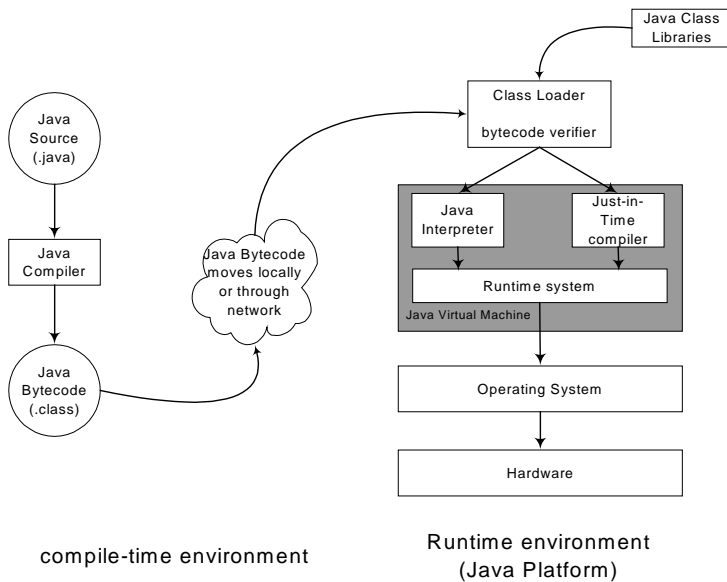 Java
Source
(.java)
Java
Compiler
Java
Bytecode
(.class)
Java Bytecode
moves locally
or through
network
Java Class
Libraries
Class Loader
bytecode verifier
Java
Interpreter
Just-in-
Time
compiler
Runtime system
Java Virtual Machine
Operating System
Hardware
compile-time environment
Runtime environment
(Java Platform)